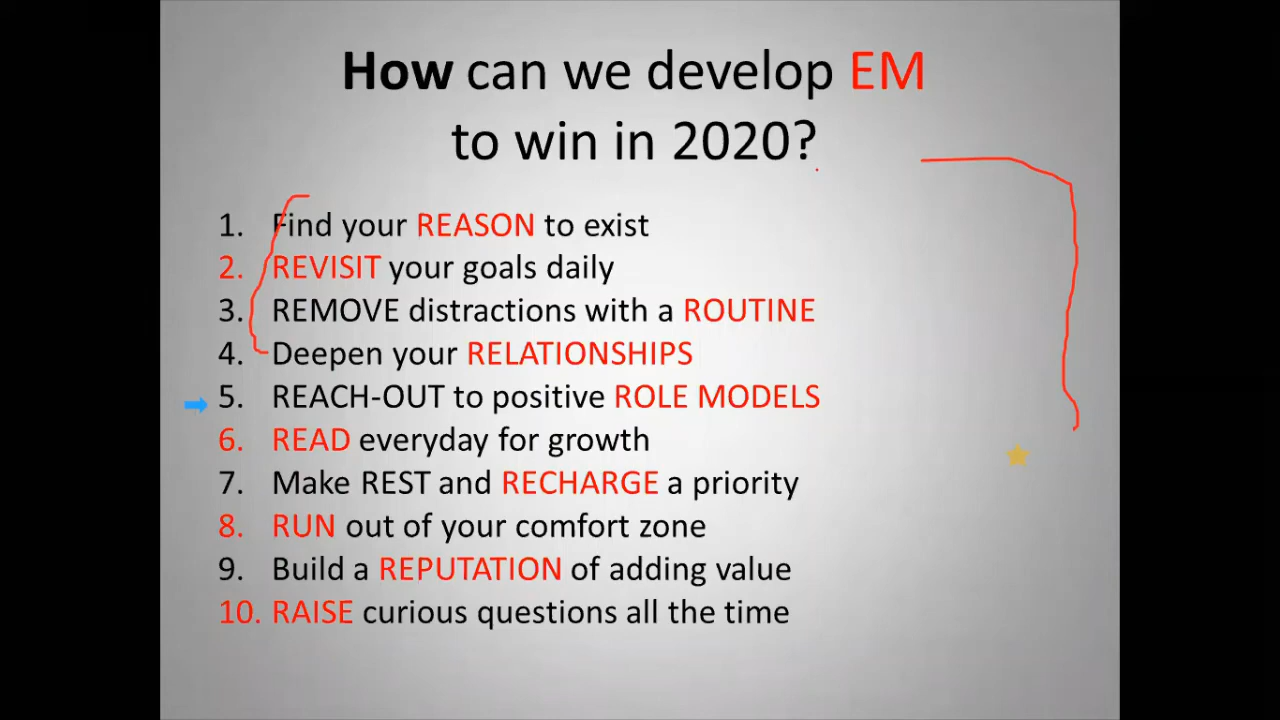 How can we develop EM
to win in 2020?
1. Find your REASON to exist
2. REVISIT your goals daily
3. REMOVE distractions with a ROUTINE
4. Deepen your RELATIONSHIPS
5. REACH-OUT to positive ROLE MODELS
6. READ everyday for growth
7. Make REST and RECHARGE a priority
8. RUN out of your comfort zone
9. Build a REPUTATION of adding value
10. RAISE curious questions all the time